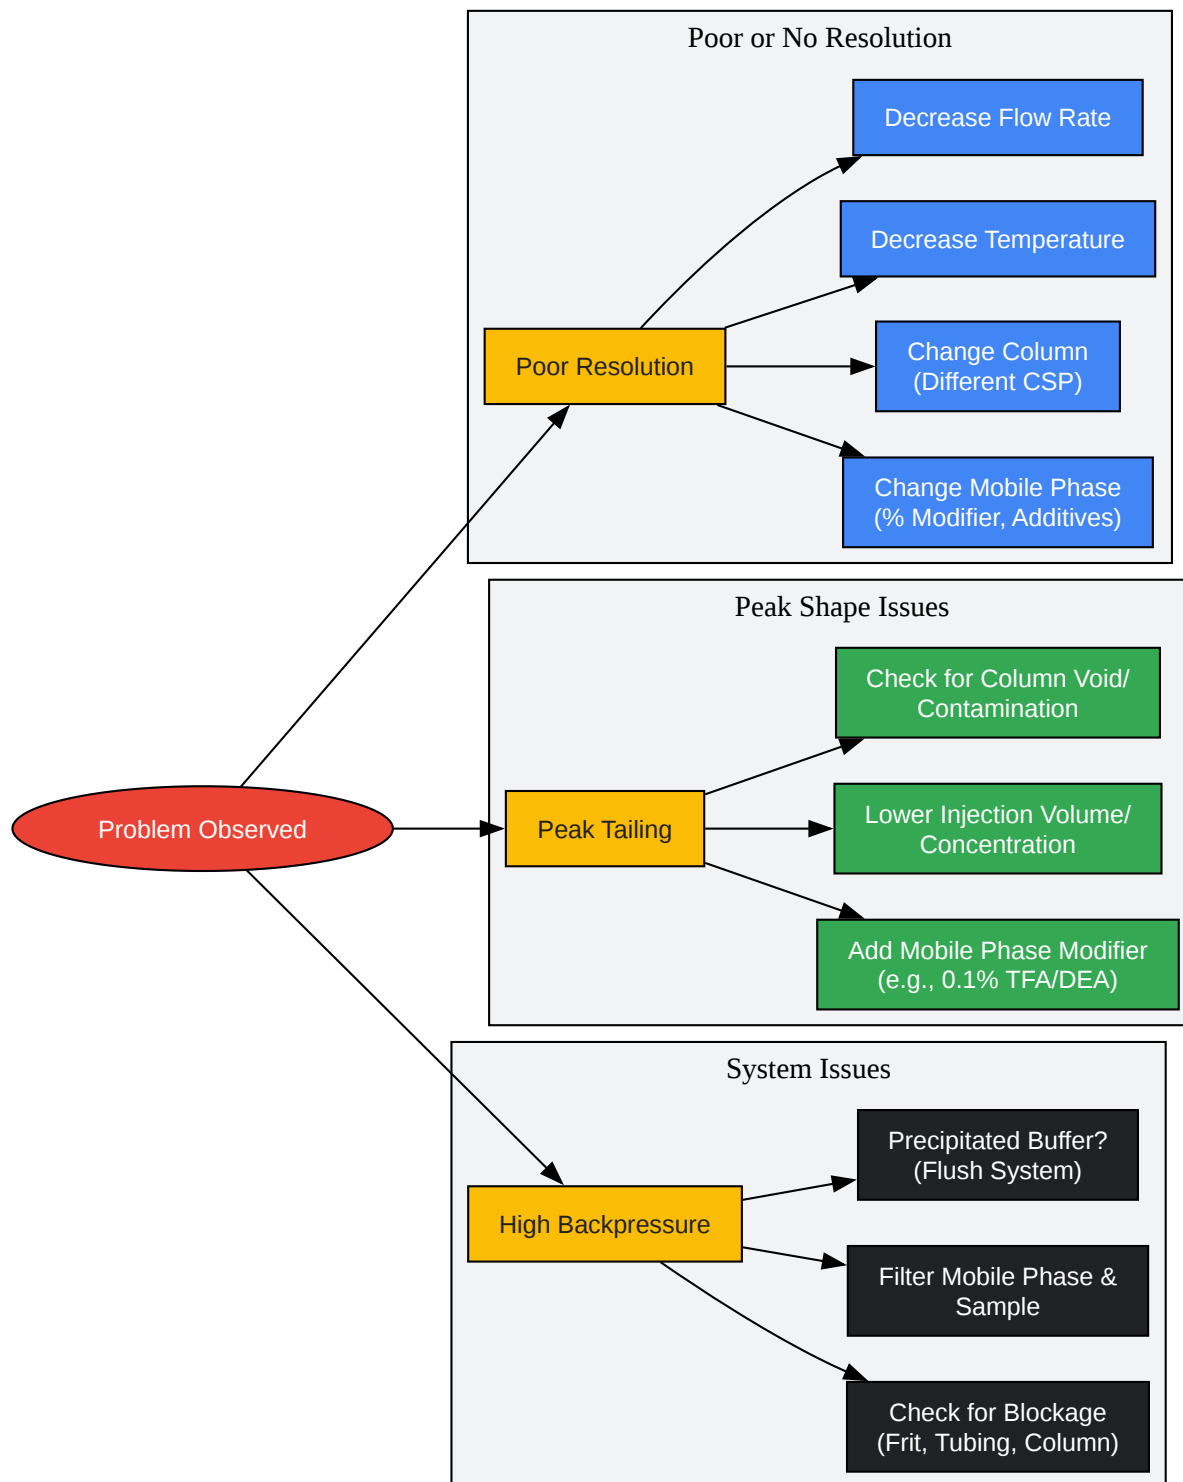 Poor or No Resolution
Decrease Flow Rate
Decrease Temperature
Poor Resolution
Change Column
(Different CSP)
Change Mobile Phase
(% Modifier, Additives)
Peak Shape Issues
Check for Column Void/
Contamination
Problem Observed
Peak Tailing
Lower Injection Volume/
Concentration
Add Mobile Phase Modifier
(e.g., 0.1% TFA/DEA)
System Issues
Precipitated Buffer?
(Flush System)
High Backpressure
Filter Mobile Phase &
Sample
Check for Blockage
(Frit, Tubing, Column)